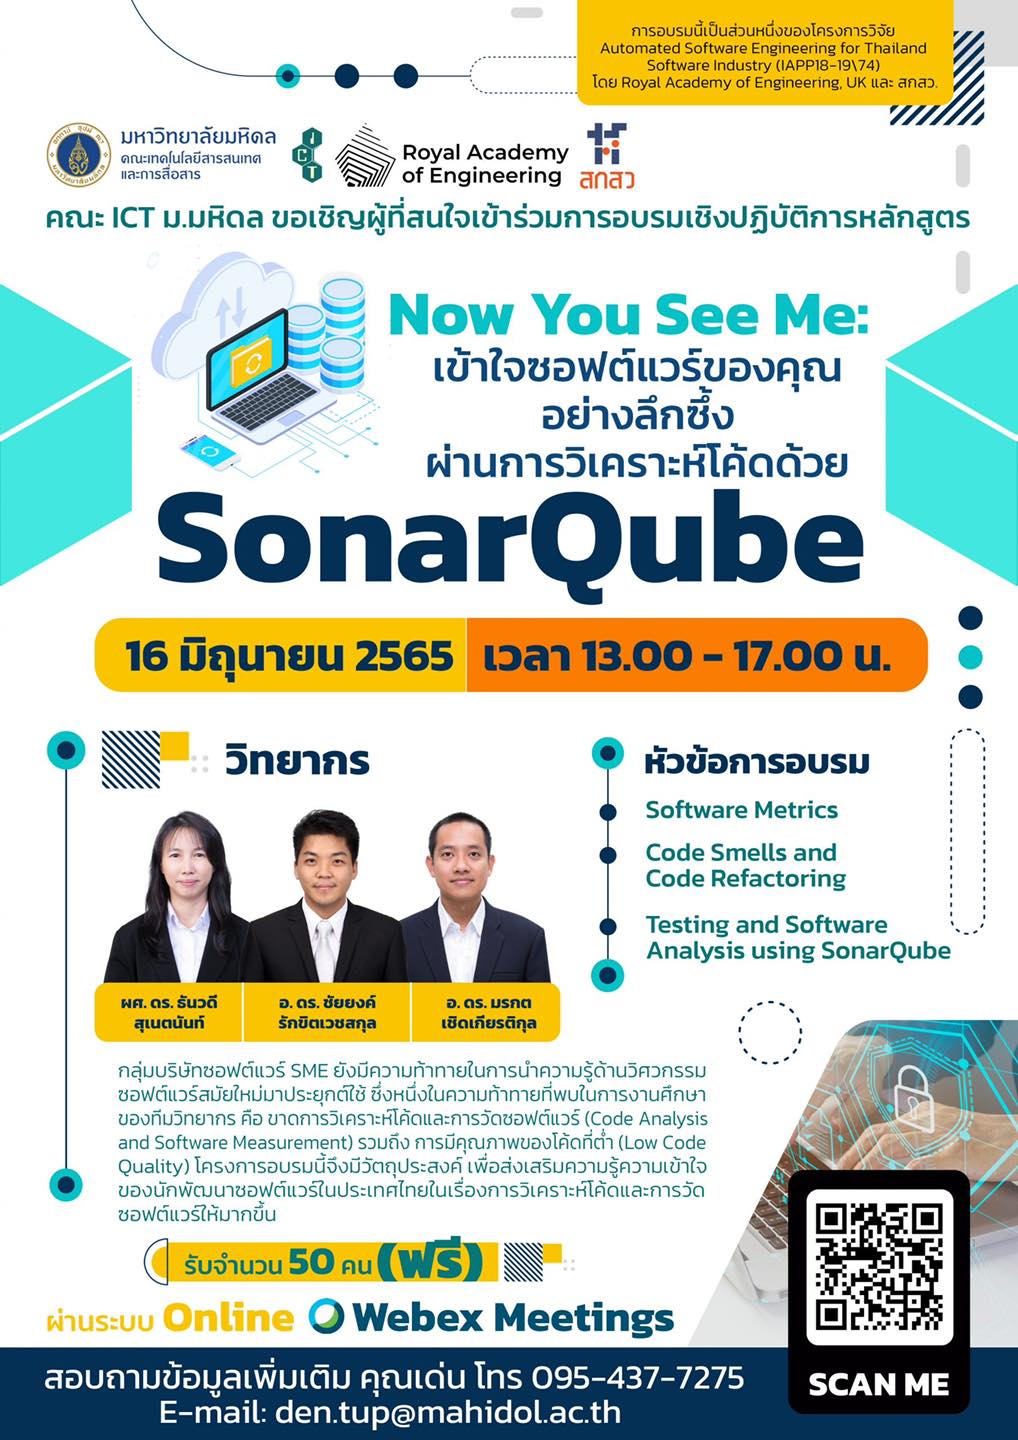 การอบรมนี้เป็นส่วนหนึ่งของโครงการวิจัย
Automated Software Engineering for Thailand
Software Industry (IAPP18-19\74)
โดย Royal Academy of Engineering, UK และ สกสว.
มหาวิทยาลัยมหิดล
คณะเทคโนโลยีสารสนเทศ
และการสื่อสาร
ICT
Royal Academy
of Engineering
สกสว
คณะ ICT ม.มหิดล ขอเชิญผู้ที่สนใจเข้าร่วมการอบรมเชิงปฏิบัติการหลักสูตร
Now You See Me:
เข้าใจซอฟต์แวร์ของคุณ
อย่างลึกซึ้ง
ผ่านการวิเคราะห์โค้ดด้วย
SonarQube
16 มิถุนายน 2565 เวลา 13.00 - 17.00 น.
วิทยากร
ผศ. ดร. ธันวดี
สุเนตนันท์
อ. ดร. ชัยยงค์
รักขิตเวชสกุล
อ. ดร. มรกต
เชิดเกียรติกุล
หัวข้อการอบรม
Software Metrics
Code Smells and
Code Refactoring
Testing and Software
Analysis using SonarQube
กลุ่มบริษัทซอฟต์แวร์ SME ยังมีความท้าทายในการนำความรู้ด้านวิศวกรรม
ซอฟต์แวร์สมัยใหม่มาประยุกต์ใช้ ซึ่งหนึ่งในความท้าทายที่พบในการงานศึกษา
ของทีมวิทยากร คือ ขาดการวิเคราะห์โค้ดและการวัดซอฟต์แวร์ (Code Analysis
and Software Measurement) รวมถึง การมีคุณภาพของโค้ดที่ต่ำ (Low Code
Quality) โครงการอบรมนี้จึงมีวัตถุประสงค์ เพื่อส่งเสริมความรู้ความเข้าใจ
ของนักพัฒนาซอฟต์แวร์ในประเทศไทยในเรื่องการวิเคราะห์โค้ดและการวัด
ซอฟต์แวร์ให้มากขึ้น
รับจำนวน 50 คน (ฟรี)
ผ่านระบบ Online Webex Meetings
สอบถามข้อมูลเพิ่มเติม คุณเด่น โทร 095-437-7275
E-mail: den.tup@mahidol.ac.th
SCAN ME